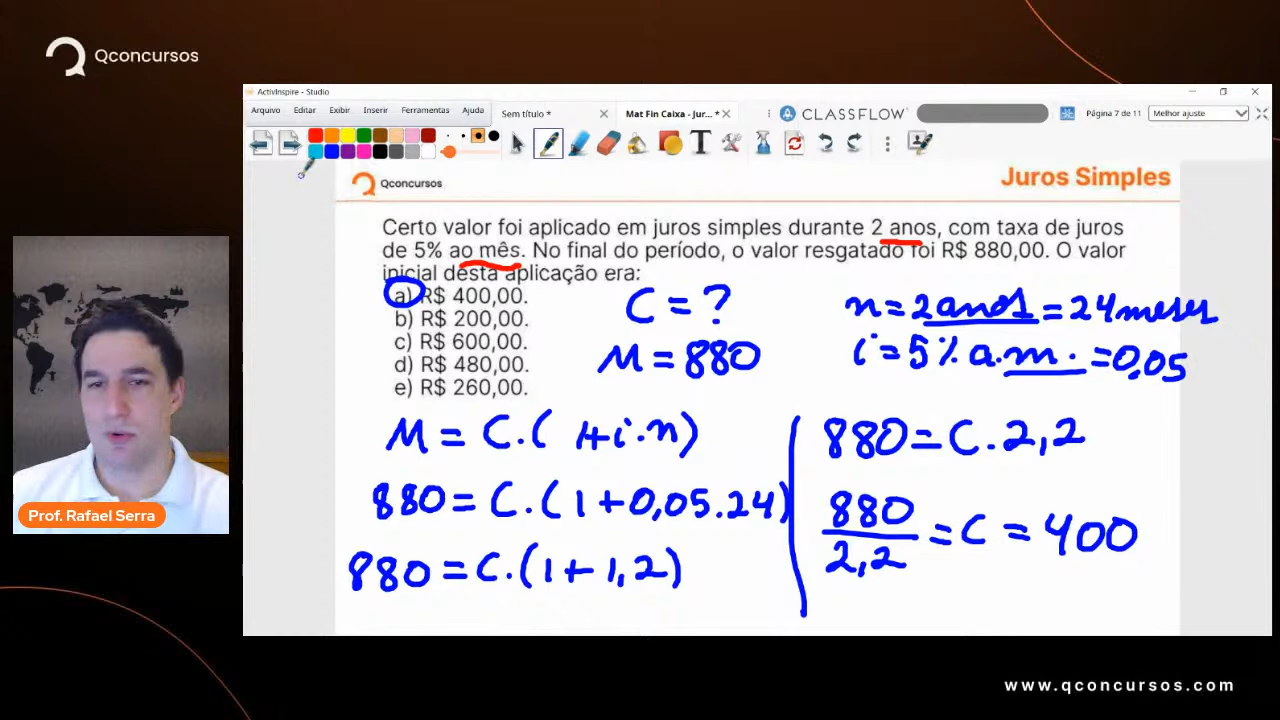 Qconcursos
ActivInspire - Studio
Arquivo Editar Exibir Inserir Ferramentas Ajuda
Sem título *
Mat Fin Caixa - Jur... *
CLASSFLOW
Página 7 de 11
Melhor ajuste
Qconcursos
Juros Simples
Certo valor foi aplicado em juros simples durante 2 anos, com taxa de juros
de 5% ao mês. No final do período, o valor resgatado foi R$ 880,00. O valor
inicial desta aplicação era:
a) R$ 400,00.
b) R$ 200,00.
c) R$ 600,00.
d) R$ 480,00.
e) R$ 260,00.
C = ?
M = 880
n = 2 anos = 24 meses
i = 5% a.m. = 0,05
M = C.(1+i.n)
880 = C.(1+0,05.24)
880 = C.(1+1,2)
880 = C.2,2
880/2,2 = C = 400
Prof. Rafael Serra
www.qconcursos.com